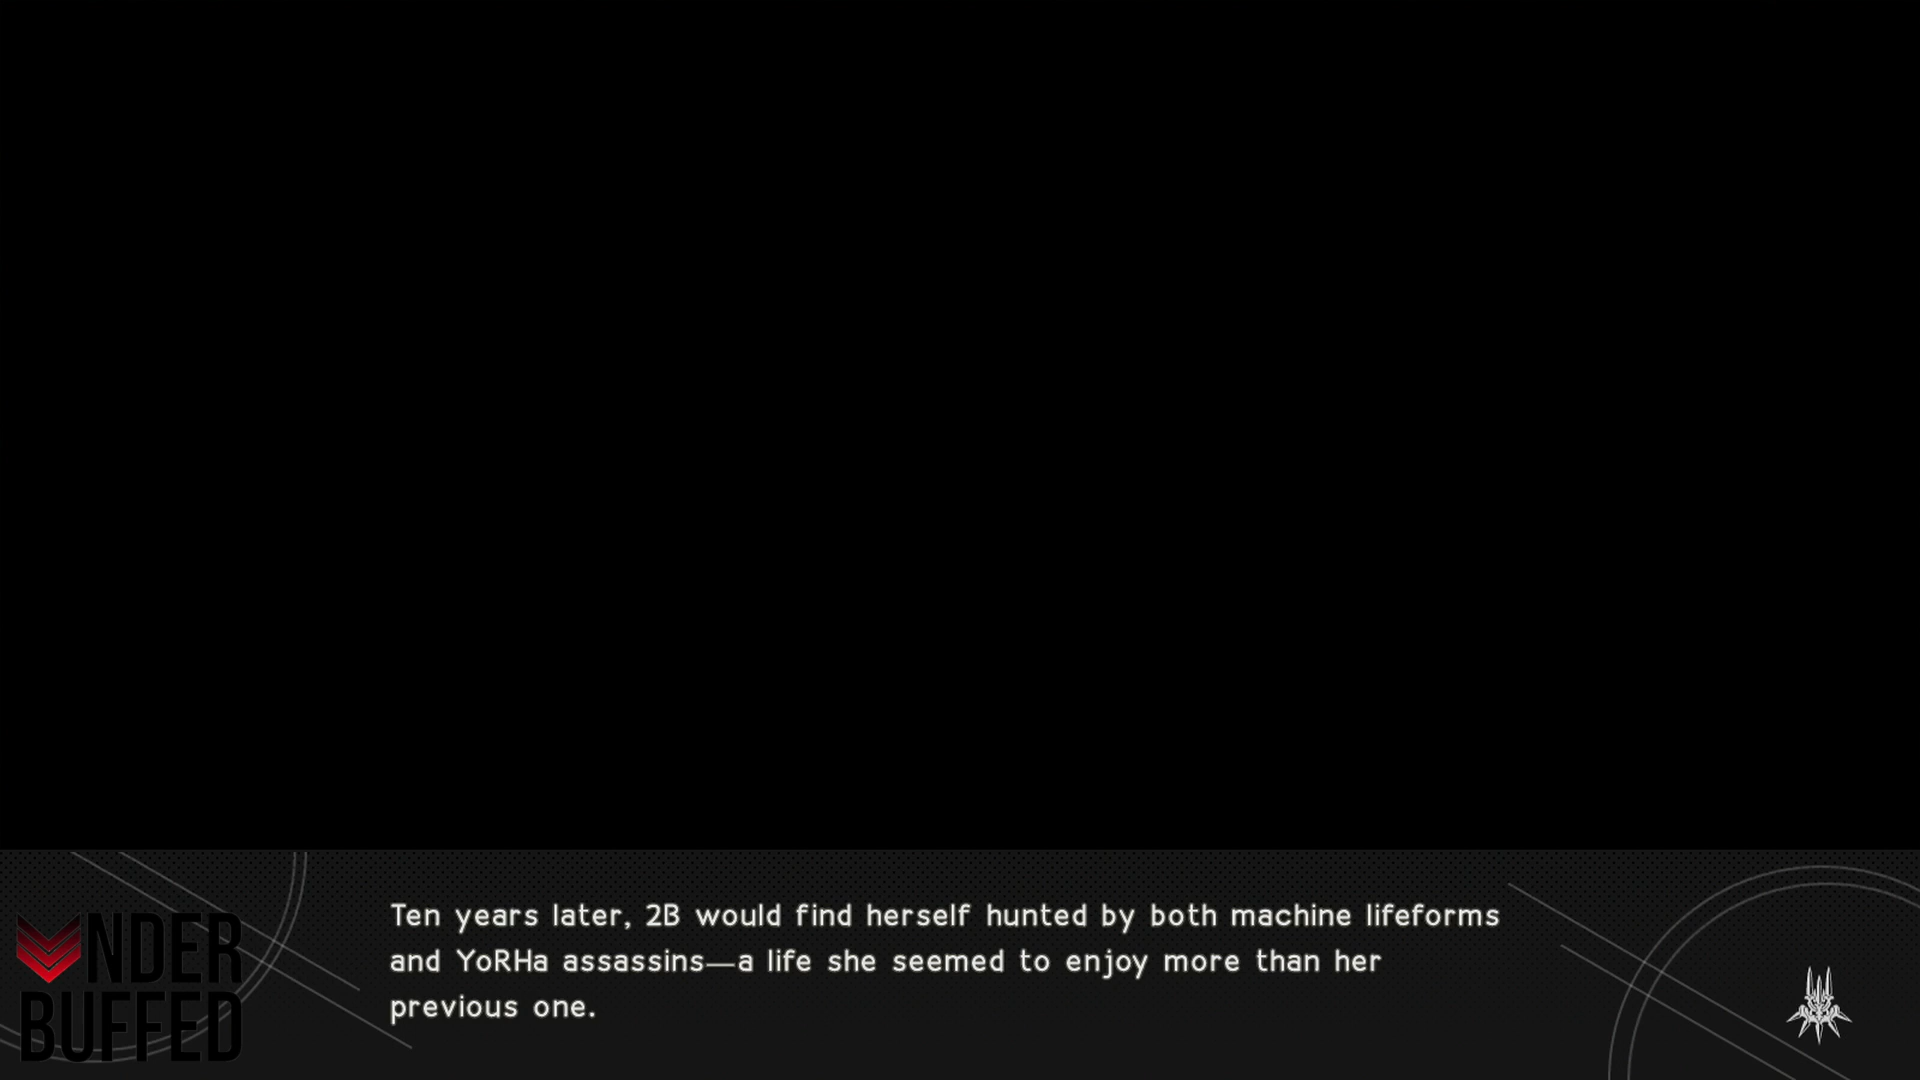 Ten years later, 2B would find herself hunted by both machine lifeforms
and YoRHa assassins—a life she seemed to enjoy more than her
previous one.
UNDER
BUFFED